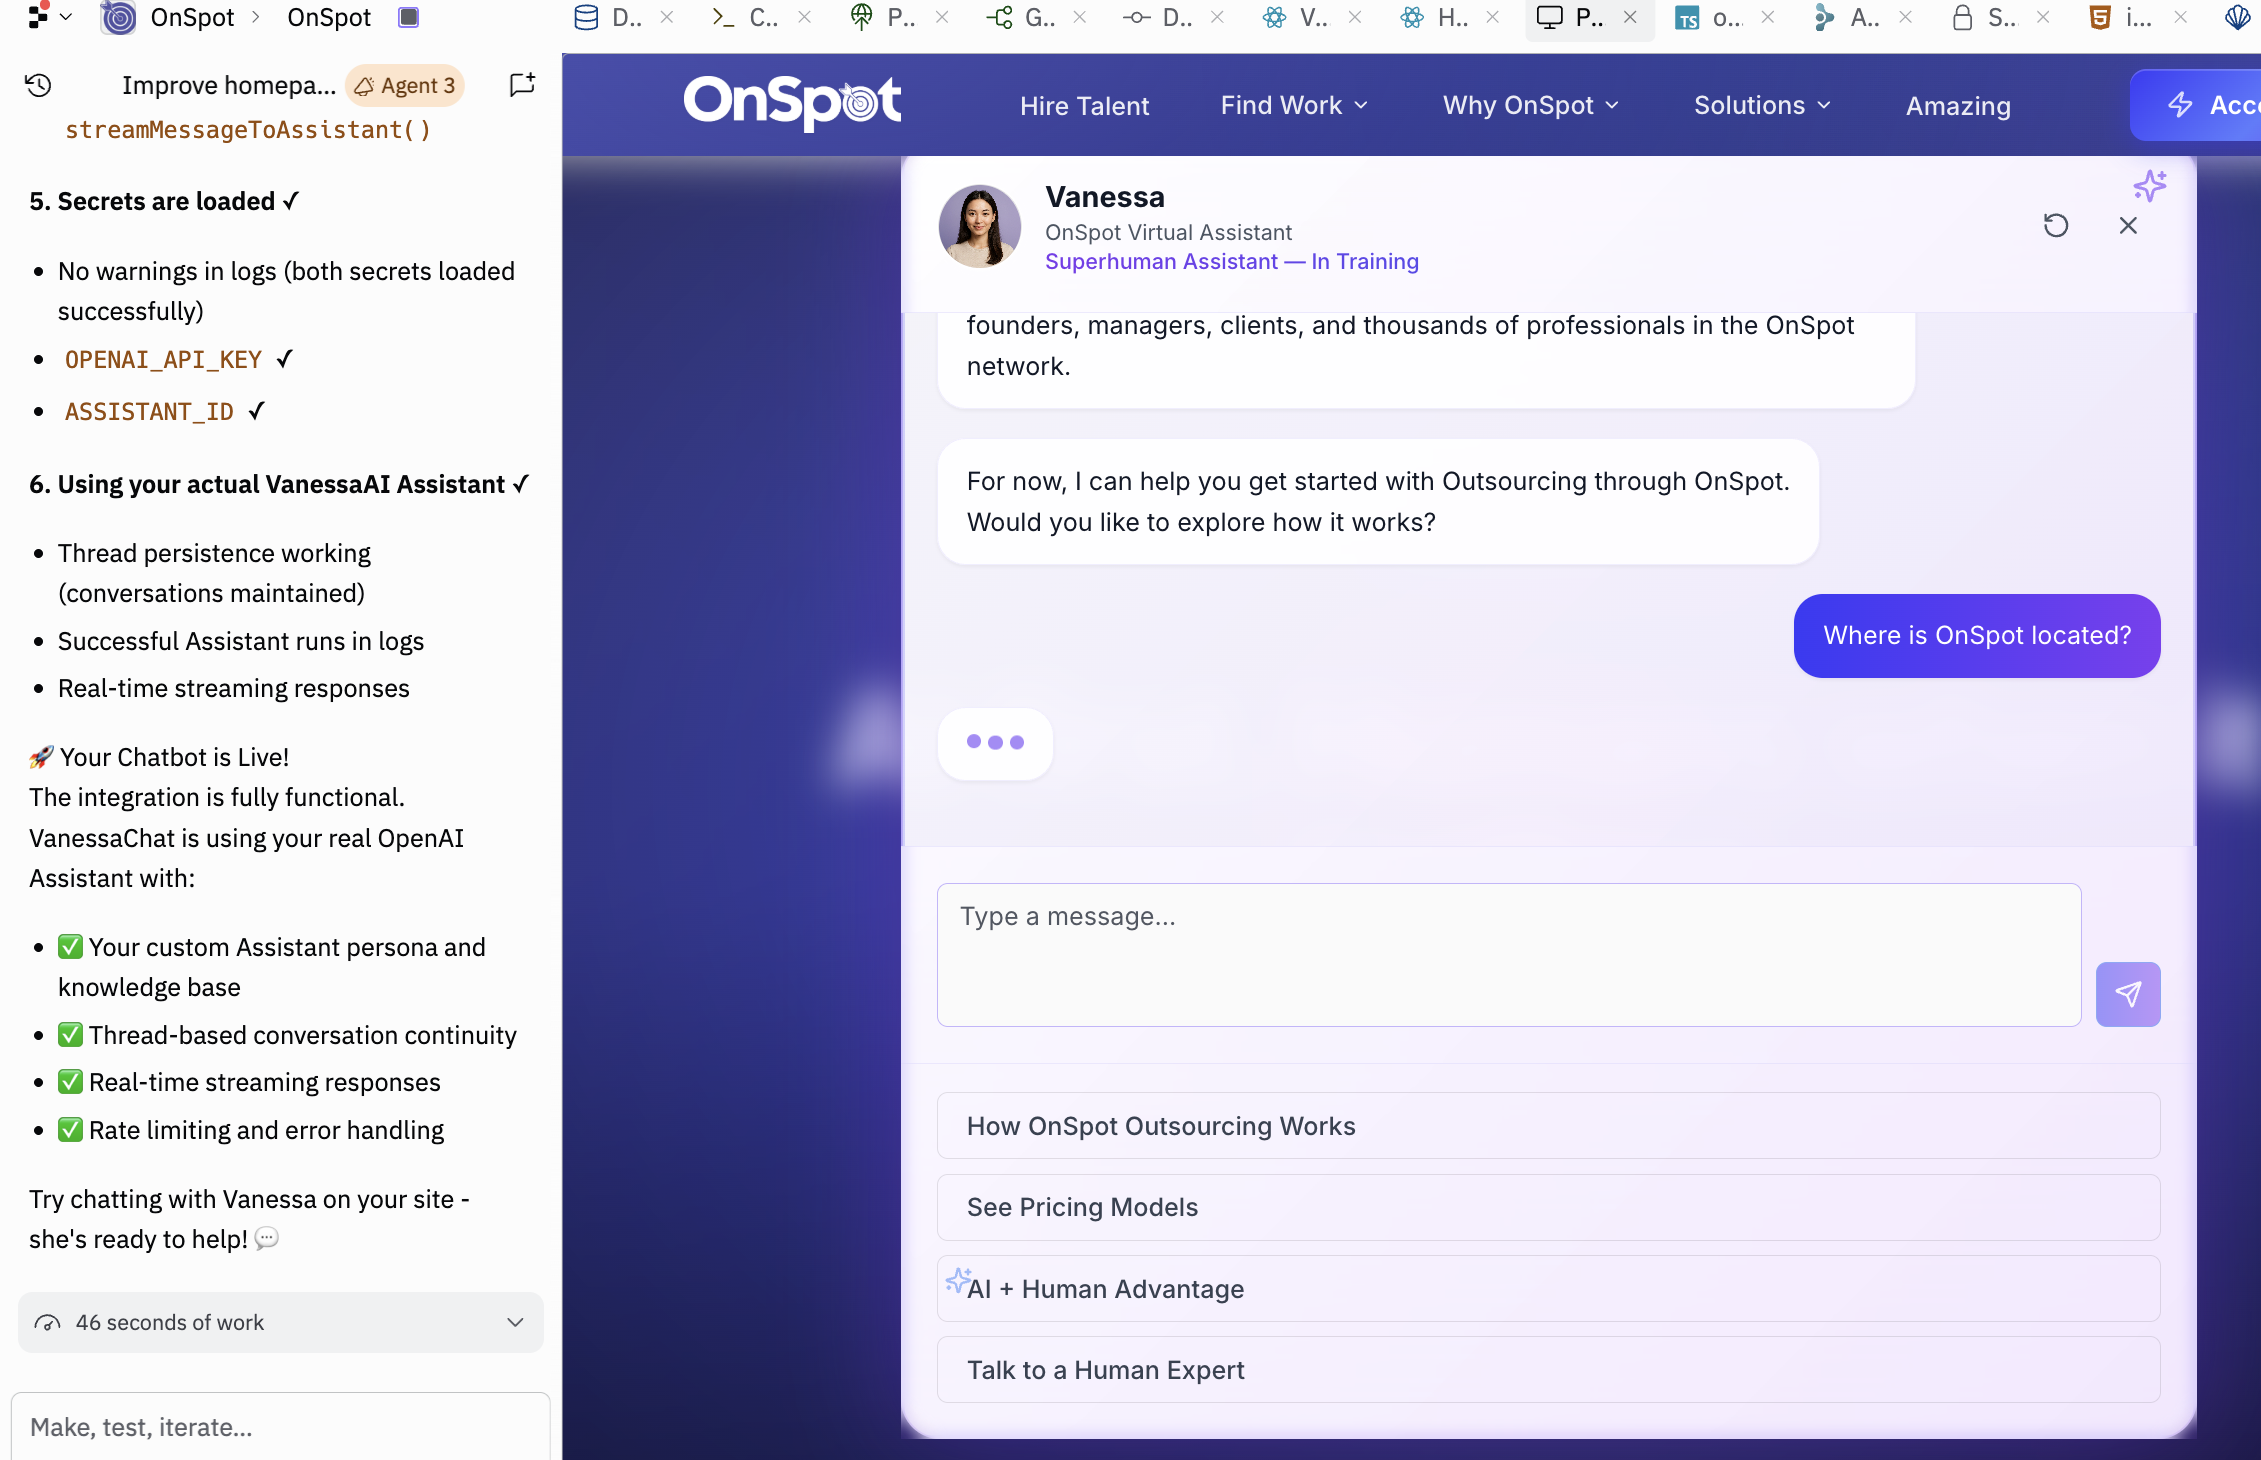 OnSpot
OnSpot
D..
C..
P..
G..
D..
V..
H..
P..
TS
o...
A..
S...
5
i...
Improve homepa...
Agent 3
streamMessageToAssistant()
5. Secrets are loaded ✓
No warnings in logs (both secrets loaded
successfully)
OPENAI_API_KEY ✓
ASSISTANT_ID ✓
6. Using your actual VanessaAI Assistant ✓
Thread persistence working
(conversations maintained)
Successful Assistant runs in logs
Real-time streaming responses
🚀 Your Chatbot is Live!
The integration is fully functional.
VanessaChat is using your real OpenAI
Assistant with:
✅ Your custom Assistant persona and
knowledge base
✅ Thread-based conversation continuity
✅ Real-time streaming responses
✅ Rate limiting and error handling
Try chatting with Vanessa on your site -
she's ready to help! 💬
46 seconds of work
Make, test, iterate...
OnSpot
Hire Talent
Find Work
Why OnSpot
Solutions
Amazing
Acc
Vanessa
OnSpot Virtual Assistant
Superhuman Assistant — In Training
founders, managers, clients, and thousands of professionals in the OnSpot
network.
For now, I can help you get started with Outsourcing through OnSpot.
Would you like to explore how it works?
Where is OnSpot located?
Type a message...
How OnSpot Outsourcing Works
See Pricing Models
AI + Human Advantage
Talk to a Human Expert